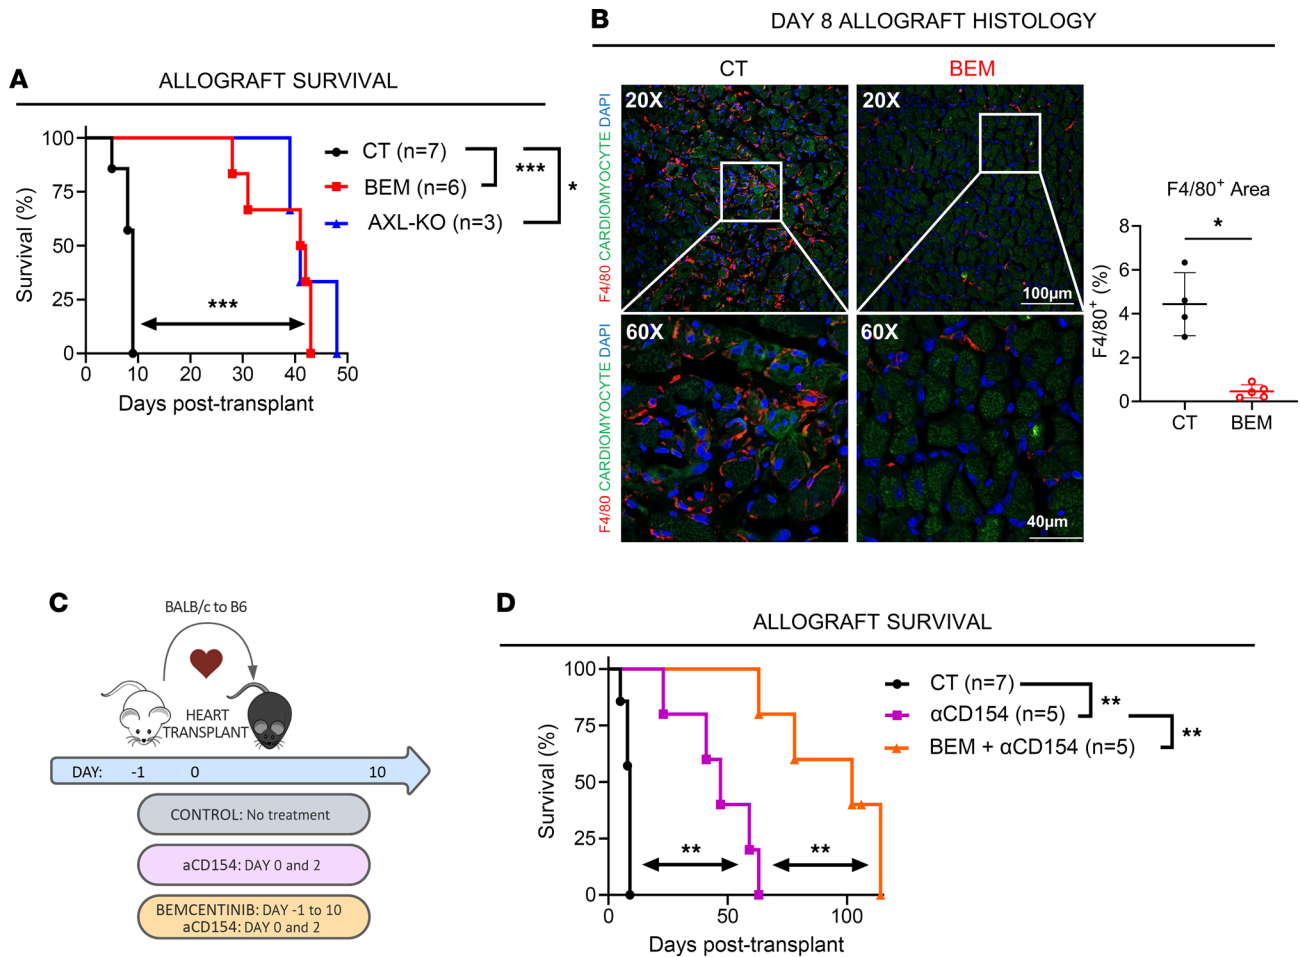 A
ALLOGRAFT SURVIVAL
Survival (%)
100
75
50
25
0
0
10
20
30
40
50
Days post-transplant
***
CT (n=7)
BEM (n=6)
AXL-KO (n=3)
***
*
B
DAY 8 ALLOGRAFT HISTOLOGY
CT
BEM
F4/80 CARDIOMYOCYTE DAPI
20X
20X
100µm
F4/80 CARDIOMYOCYTE DAPI
60X
60X
40µm
F4/80⁺ Area
F4/80⁺ (%)
8
6
4
2
0
*
CT
BEM
C
BALB/c to B6
HEART
TRANSPLANT
DAY: -1 0 10
CONTROL: No treatment
aCD154: DAY 0 and 2
BEMCENTINIB: DAY -1 to 10
aCD154: DAY 0 and 2
D
ALLOGRAFT SURVIVAL
Survival (%)
100
75
50
25
0
0
50
100
Days post-transplant
**
**
CT (n=7)
αCD154 (n=5)
BEM + αCD154 (n=5)
**
**